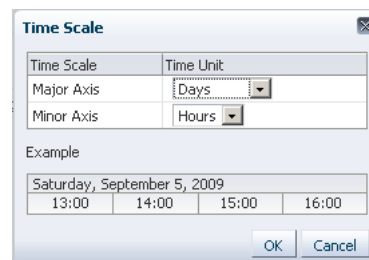 Time Scale
Time Scale Time Unit
Major Axis Days
Minor Axis Hours
Example
Saturday, September 5, 2009
13:00 14:00 15:00 16:00
OK Cancel